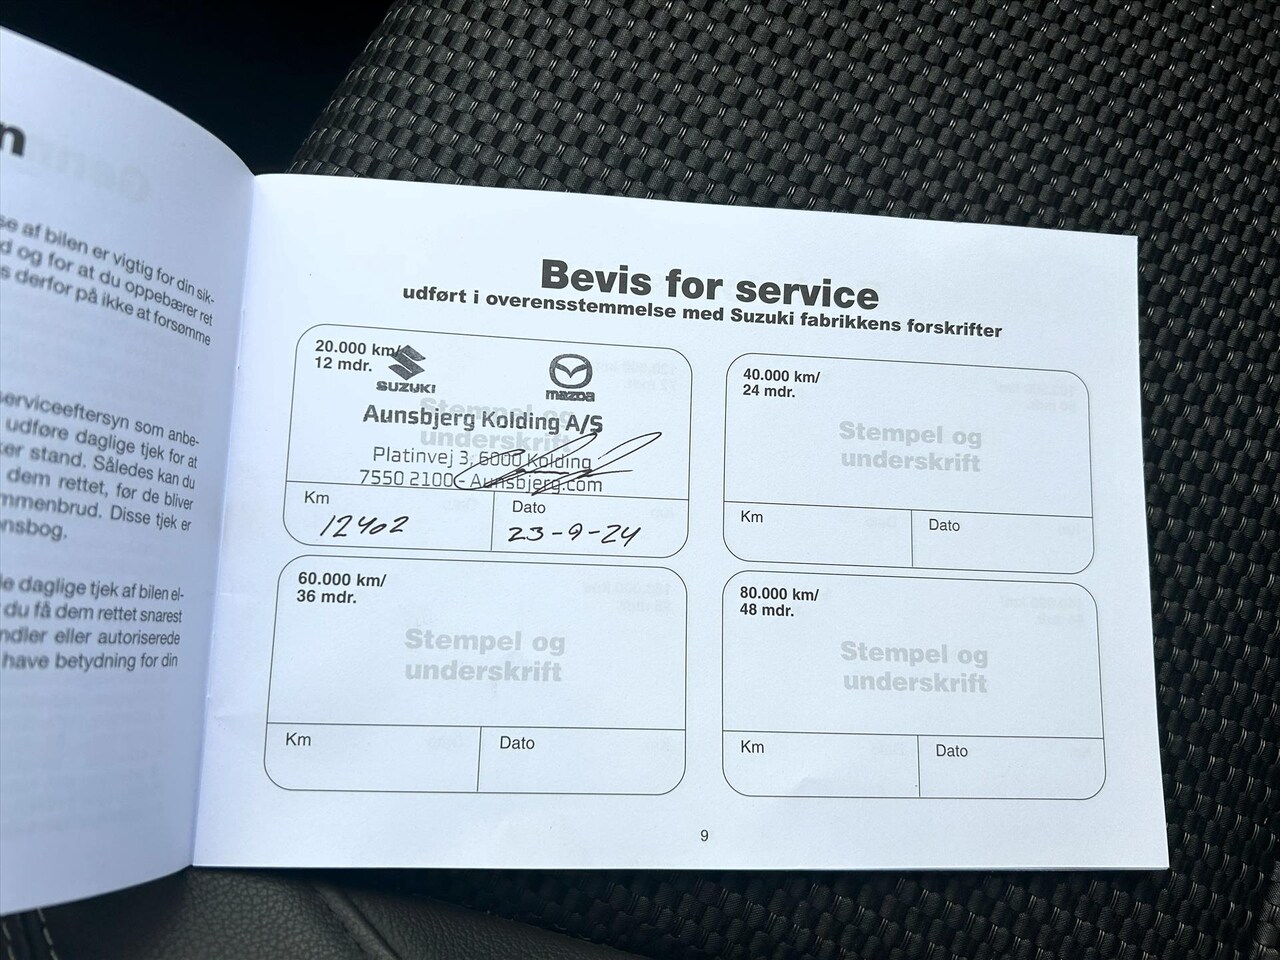 n
se af bilen er vigtig for din sik-
d og for at du oppebærer ret
s derfor på ikke at forsømme
serviceeftersyn som anbe-
udføre daglige tjek for at
ker stand. Således kan du
dem rettet, før de bliver
mmenbrud. Disse tjek er
onsbog.
le daglige tjek af bilen el-
du få dem rettet snarest
ndler eller autoriserede
have betydning for din
Bevis for service
udført i overensstemmelse med Suzuki fabrikkens forskrifter
20.000 km/
12 mdr.
SUZUKI
mazda
Stempel og
underskrift
Aunsbjerg Kolding A/S
Platinvej 3, 6000 Kolding
7550 2100 - Aunsbjerg.com
Km
12402
Dato
23-9-24
40.000 km/
24 mdr.
Stempel og
underskrift
Km
Dato
60.000 km/
36 mdr.
Stempel og
underskrift
Km
Dato
80.000 km/
48 mdr.
Stempel og
underskrift
Km
Dato
9